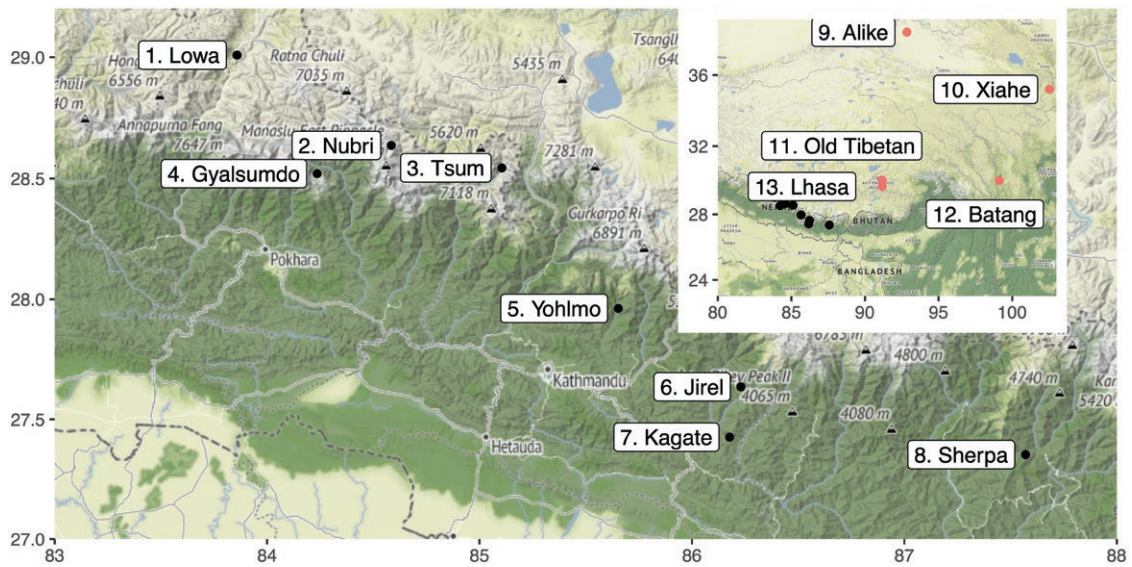 29.0
28.5
28.0
27.5
27.0
83
84
85
86
87
88
1. Lowa
Ratna Chuli
7035 m
5435 m
6556 m
Annapurna Fang
7647 m
2. Nubri
5620 m
3. Tsum
7281 m
4. Gyalsumdo
7118 m
Gurkarpo Ri
6891 m
Pokhara
5. Yohlmo
Kathmandu
6. Jirel
4065 m
4800 m
4740 m
4080 m
5420
7. Kagate
Hetauda
8. Sherpa
36
32
28
24
80
85
90
95
100
9. Alike
10. Xiahe
11. Old Tibetan
13. Lhasa
12. Batang
BHUTAN
BANGLADESH